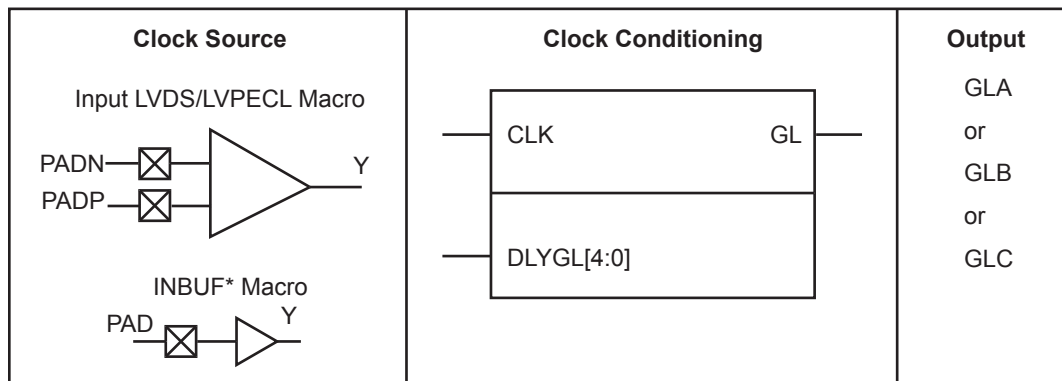 Clock Source
Input LVDS/LVPECL Macro
PADN
PADP
Y
INBUF* Macro
PAD
Y
Clock Conditioning
CLK
GL
DLYGL[4:0]
Output
GLA
or
GLB
or
GLC